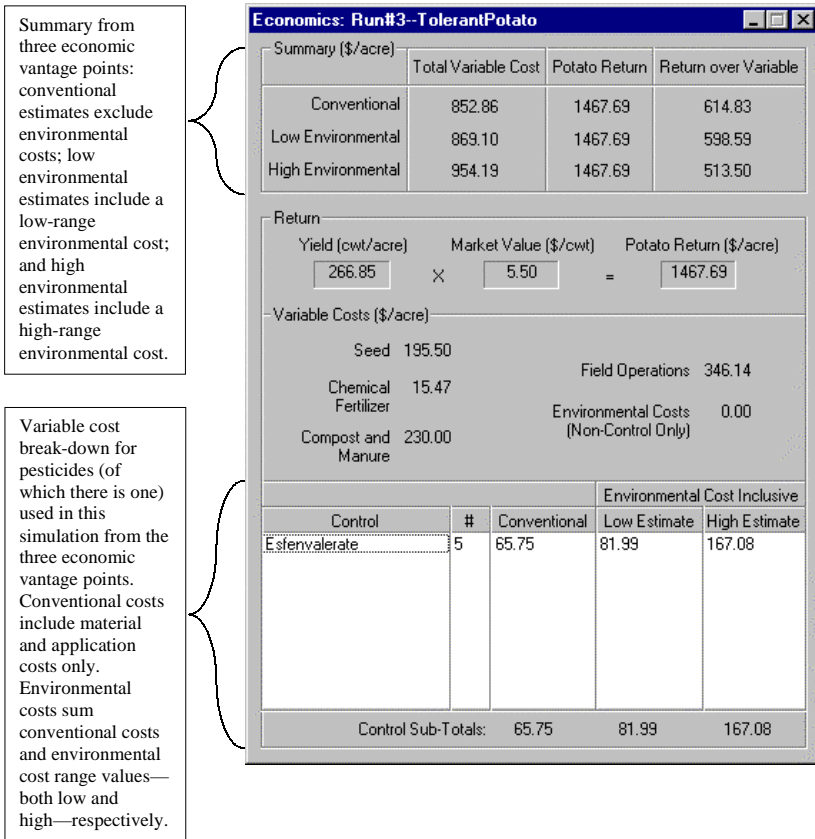 Summary from
three economic
vantage points:
conventional
estimates exclude
environmental
costs; low
environmental
estimates include a
low-range
environmental cost;
and high
environmental
estimates include a
high-range
environmental cost.
Variable cost
break-down for
pesticides (of
which there is one)
used in this
simulation from the
three economic
vantage points.
Conventional costs
include material
and application
costs only.
Environmental
costs sum
conventional costs
and environmental
cost range values—
both low and
high—respectively.
Economics: Run#3--TolerantPotato
Summary ($/acre)
Total Variable Cost Potato Return Return over Variable
Conventional 852.86 1467.69 614.83
Low Environmental 869.10 1467.69 598.59
High Environmental 954.19 1467.69 513.50
Return
Yield (cwt/acre) Market Value ($/cwt) Potato Return ($/acre)
266.85 X 5.50 = 1467.69
Variable Costs ($/acre)
Seed 195.50
Chemical Fertilizer 15.47
Compost and Manure 230.00
Field Operations 346.14
Environmental Costs (Non-Control Only) 0.00
Environmental Cost Inclusive
Control # Conventional Low Estimate High Estimate
Esfenvalerate 5 65.75 81.99 167.08
Control Sub-Totals: 65.75 81.99 167.08